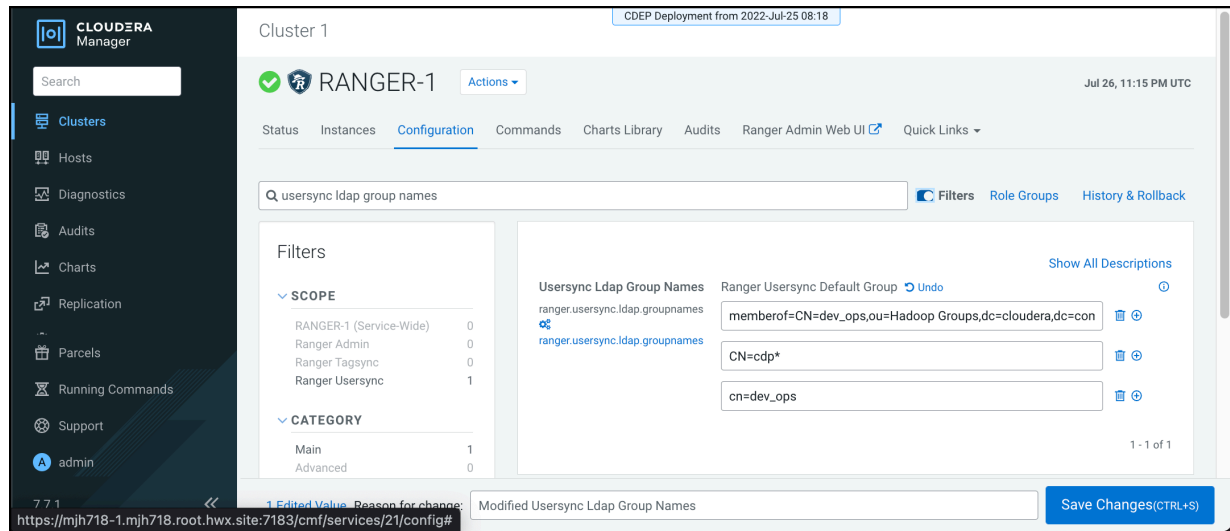 CLOUDERA
Manager
Search
Clusters
Hosts
Diagnostics
Audits
Charts
Replication
Parcels
Running Commands
Support
A admin
7.7.1
https://mjh718-1.mjh718.root.hwx.site:7183/cmf/services/21/config#
Cluster 1
CDEP Deployment from 2022-Jul-25 08:18
RANGER-1 Actions
Jul 26, 11:15 PM UTC
Status Instances Configuration Commands Charts Library Audits Ranger Admin Web UI Quick Links
usersync ldap group names
Filters Role Groups History & Rollback
Filters
SCOPE
RANGER-1 (Service-Wide) 0
Ranger Admin 0
Ranger Tagsync 0
Ranger Usersync 1
CATEGORY
Main 1
Advanced 0
Show All Descriptions
Usersync Ldap Group Names
ranger.usersync.ldap.groupnames
ranger.usersync.ldap.groupnames
Ranger Usersync Default Group Undo
memberof=CN=dev_ops,ou=Hadoop Groups,dc=cloudera,dc=con
CN=cdp*
cn=dev_ops
1 - 1 of 1
1 Edited Value Reason for change: Modified Usersync Ldap Group Names
Save Changes(CTRL+S)